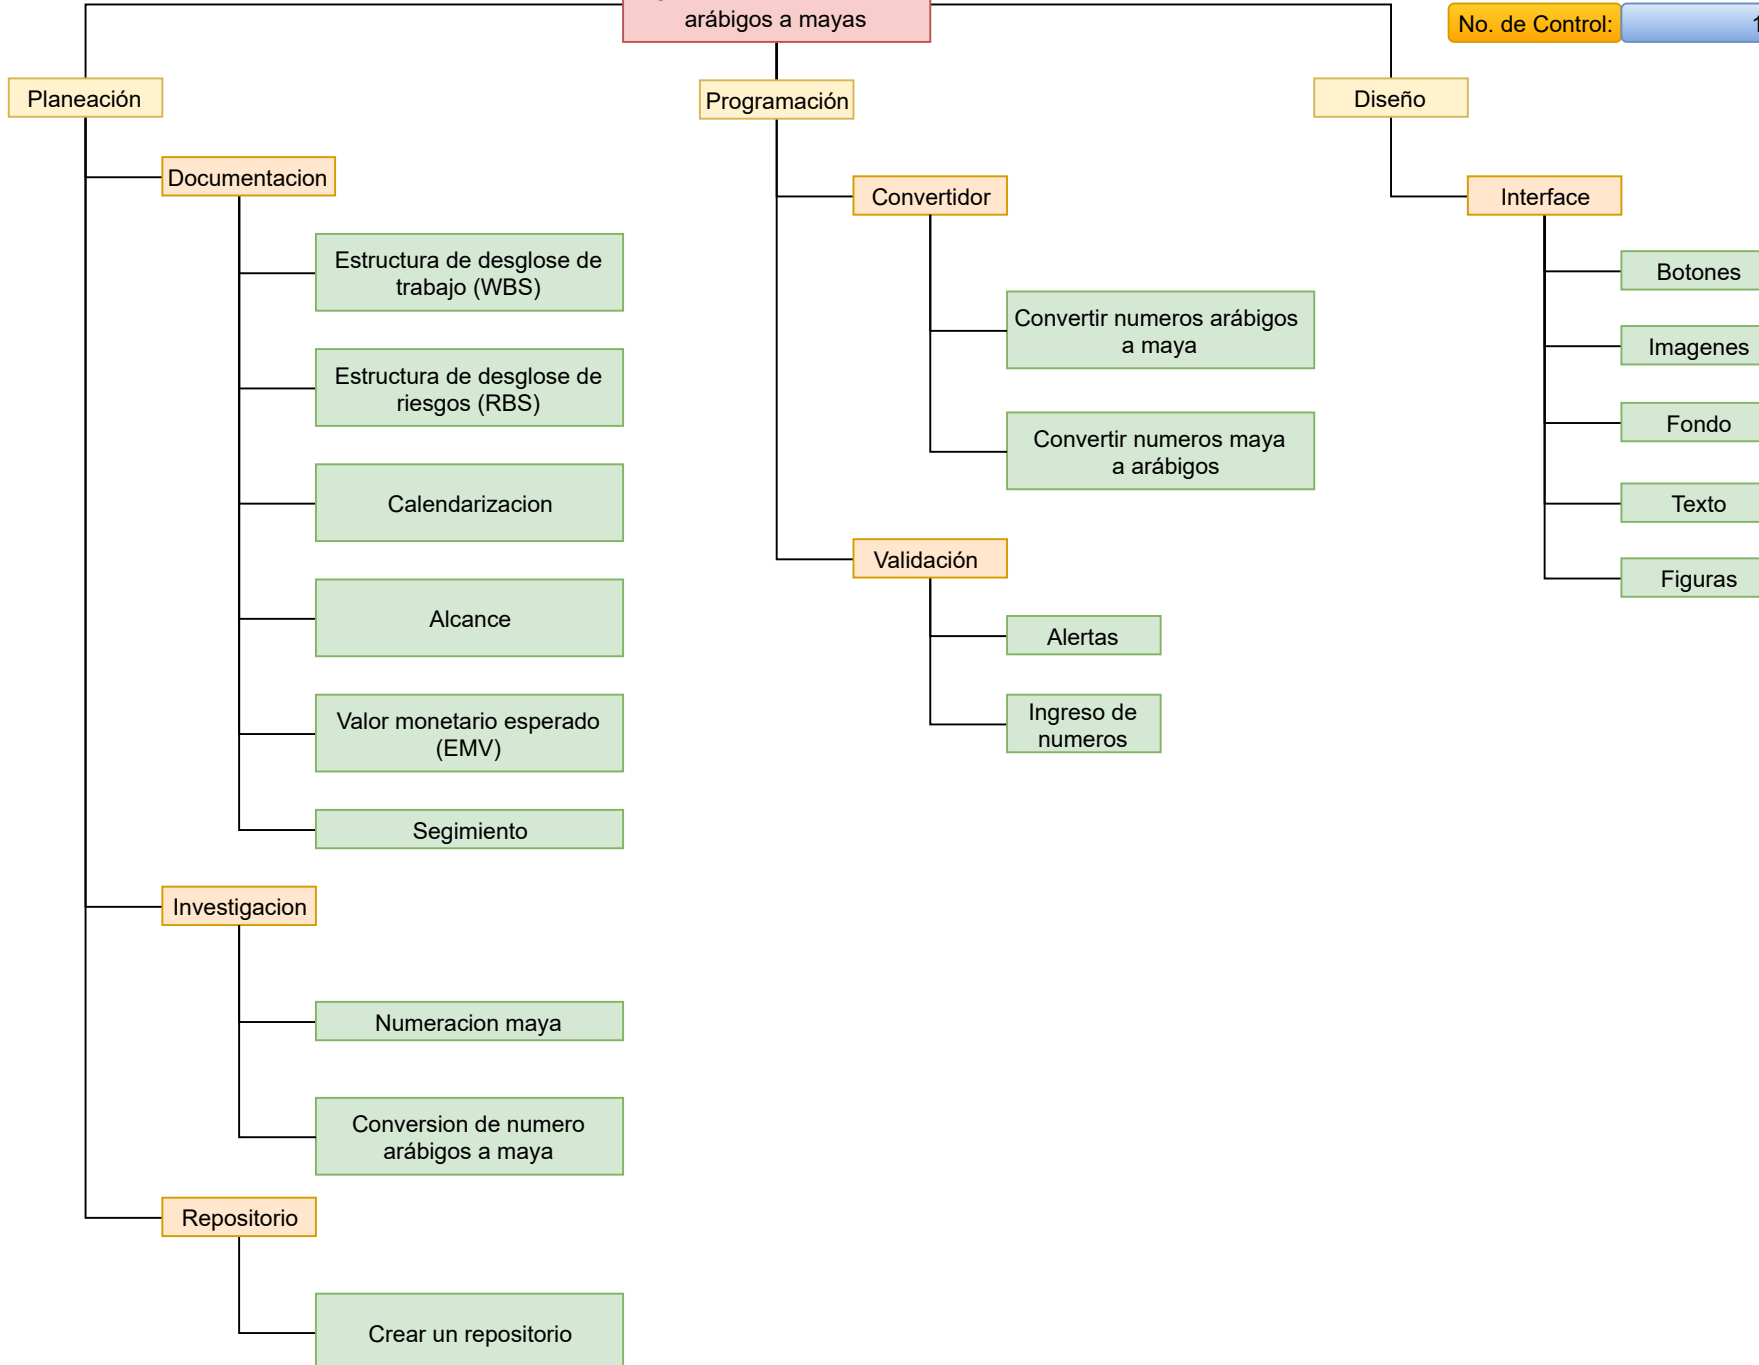 arábigos a mayas
No. de Control:
1
Planeación
Programación
Diseño
Documentacion
Convertidor
Interface
Estructura de desglose de
trabajo (WBS)
Botones
Convertir numeros arábigos
a maya
Imagenes
Estructura de desglose de
riesgos (RBS)
Fondo
Convertir numeros maya
a arábigos
Calendarizacion
Texto
Validación
Figuras
Alcance
Alertas
Valor monetario esperado
(EMV)
Ingreso de
numeros
Segimiento
Investigacion
Numeracion maya
Conversion de numero
arábigos a maya
Repositorio
Crear un repositorio